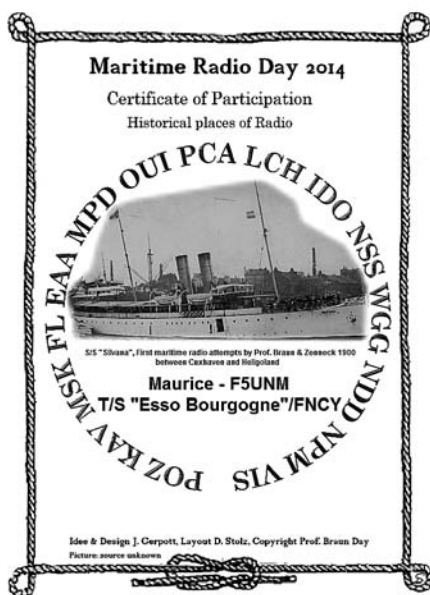 Maritime Radio Day 2014
Certificate of Participation
Historical places of Radio
POZ KAV MSK FL EAA MPD OUI PCA LCH IDO NSS WGG NDD NPM VIS
S/S "Silvana", First maritime radio attempts by Prof. Braun & Zenneck 1900
between Cuxhaven and Helgoland
Maurice - F5UNM
T/S "Esso Bourgogne"/FNCY
Idee & Design J. Gerpott, Layout D. Stolz, Copyright Prof. Braun Day
Picture: source unknown